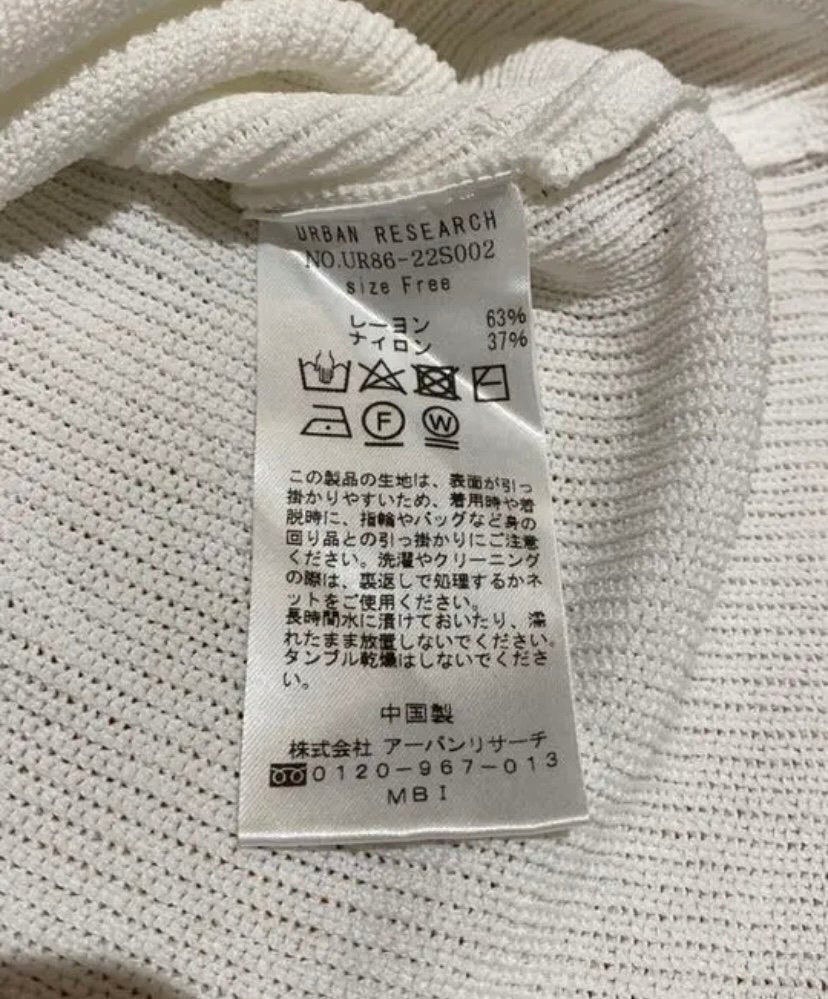 URBAN RESEARCH
NO.UR86-22S002
size Free
レーヨン 63%
ナイロン 37%
F W
この製品の生地は、表面が引っ
掛かりやすいため、着用時や着
脱時に、指輪やバッグなど身の
回り品との引っ掛かりにご注意
ください。洗濯やクリーニング
の際は、裏返しで処理するかネ
ットをご使用ください。
長時間水に漬けておいたり、濡
れたまま放置しないでください。
タンブル乾燥はしないでくださ
い。
中国製
株式会社 アーバンリサーチ
0120-967-013
MBI